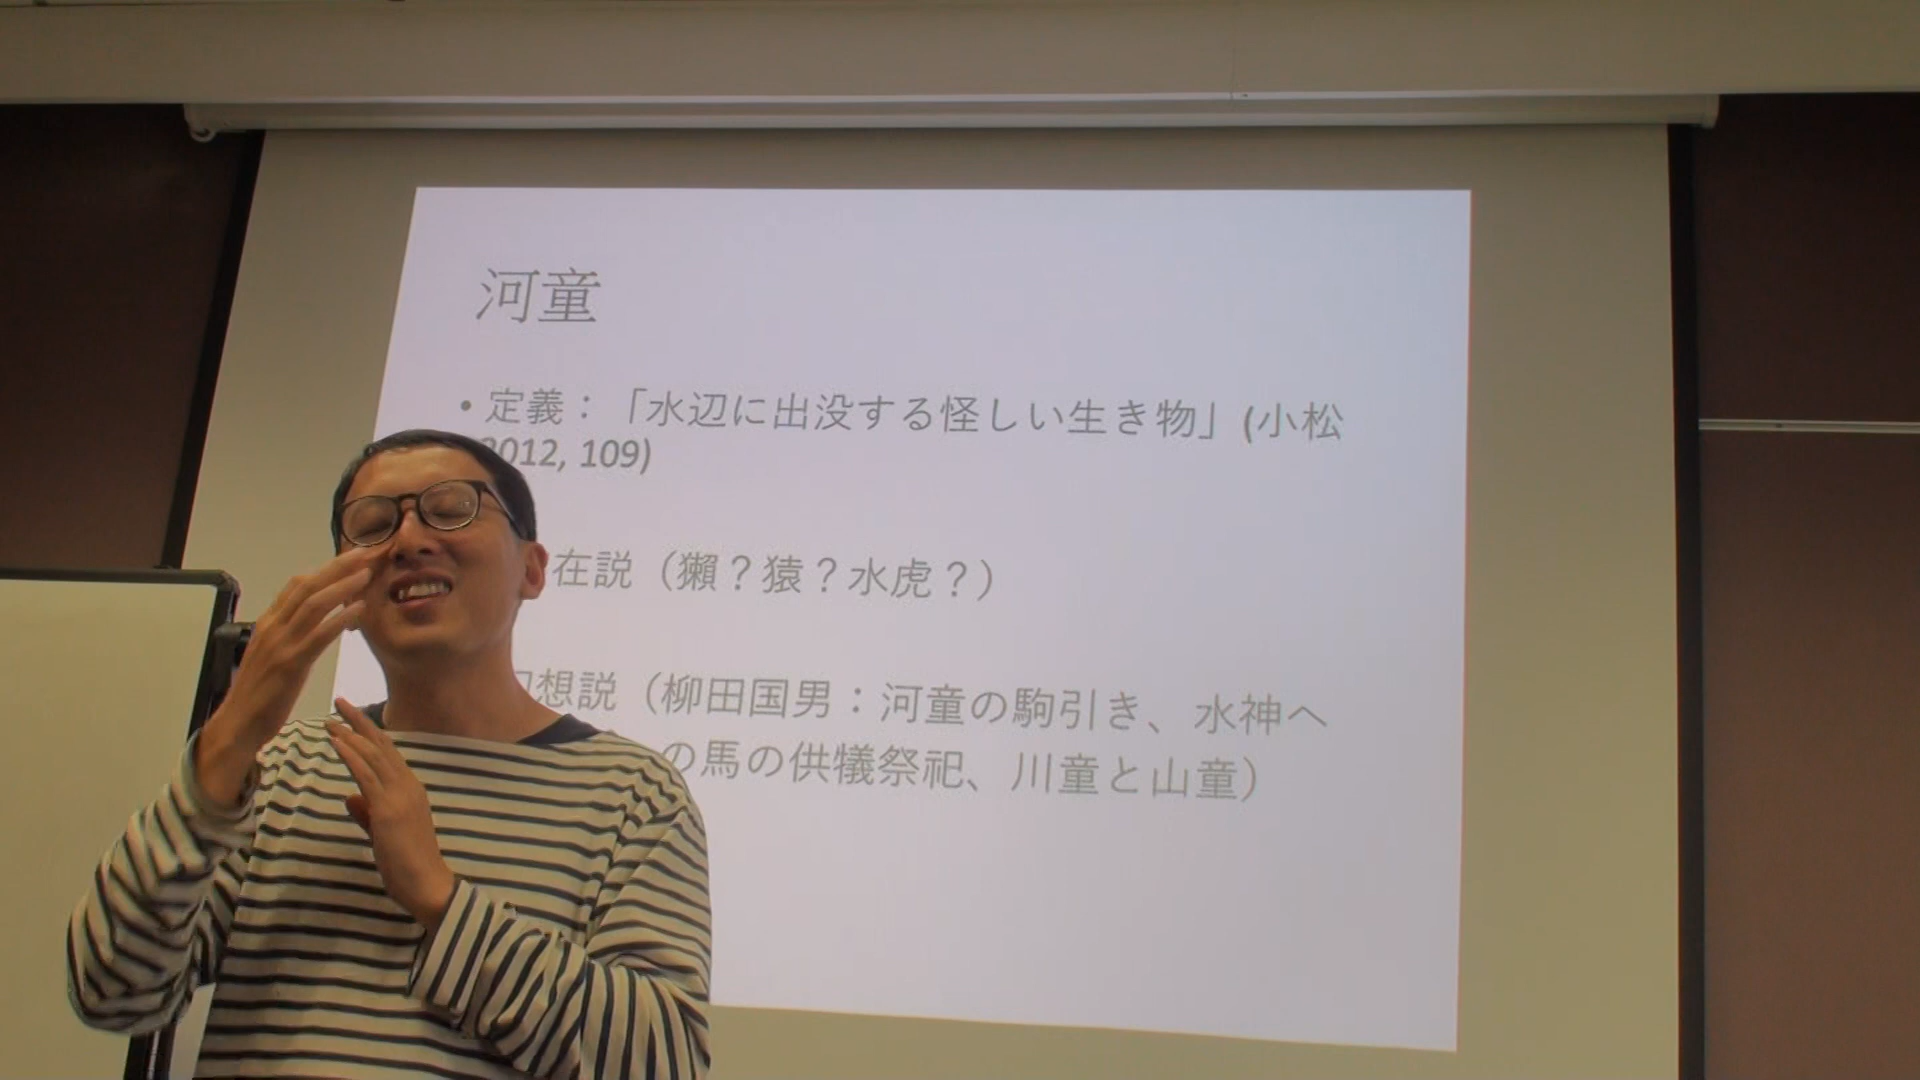 河童
• 定義：「水辺に出没する怪しい生き物」(小松
2012, 109)
在説（獺？猿？水虎？）
幻想説（柳田国男：河童の駒引き、水神へ
の馬の供犠祭祀、川童と山童）